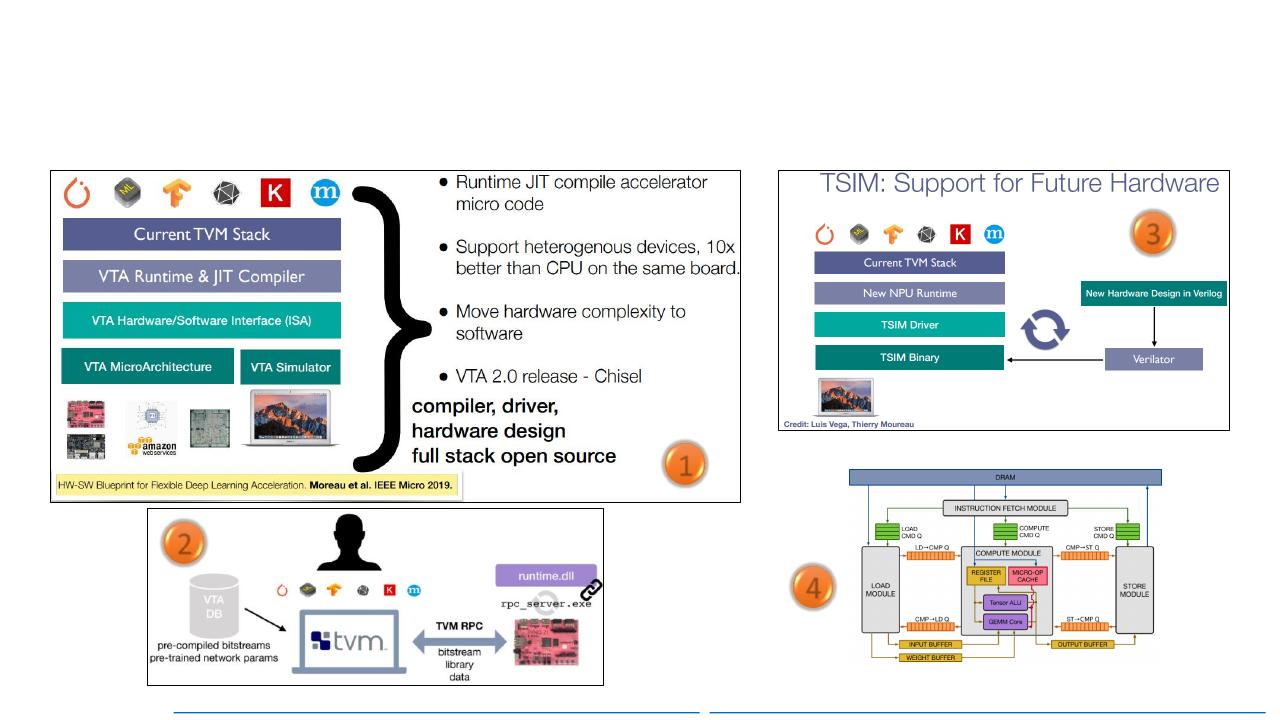 ML
K
m
Current TVM Stack
VTA Runtime & JIT Compiler
VTA Hardware/Software Interface (ISA)
VTA MicroArchitecture
VTA Simulator
amazon
webservices
● Runtime JIT compile accelerator
micro code
● Support heterogenous devices, 10x
better than CPU on the same board.
● Move hardware complexity to
software
● VTA 2.0 release - Chisel
compiler, driver,
hardware design
full stack open source
1
HW-SW Blueprint for Flexible Deep Learning Acceleration. Moreau et al. IEEE Micro 2019.
2
VTA
DB
pre-compiled bitstreams
pre-trained network params
K
m
tvm
TVM RPC
bitstream
library
data
runtime.dll
rpc_server.exe
TSIM: Support for Future Hardware
3
ML
K
m
Current TVM Stack
New NPU Runtime
TSIM Driver
TSIM Binary
New Hardware Design in Verilog
Verilator
Credit: Luis Vega, Thierry Moureau
4
DRAM
INSTRUCTION FETCH MODULE
LOAD
CMD Q
COMPUTE
CMD Q
STORE
CMD Q
LD→CMP Q
COMPUTE MODULE
CMP→ST Q
REGISTER
FILE
MICRO-OP
CACHE
LOAD
MODULE
STORE
MODULE
Tensor ALU
GEMM Core
CMP→LD Q
ST→CMP Q
INPUT BUFFER
OUTPUT BUFFER
WEIGHT BUFFER